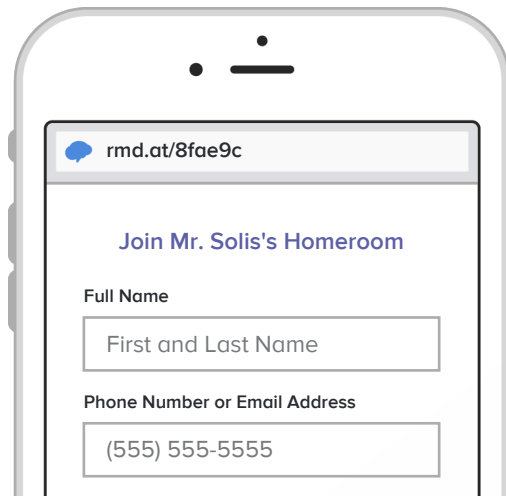 rmd.at/8fae9c
Join Mr. Solis's Homeroom
Full Name
First and Last Name
Phone Number or Email Address
(555) 555-5555